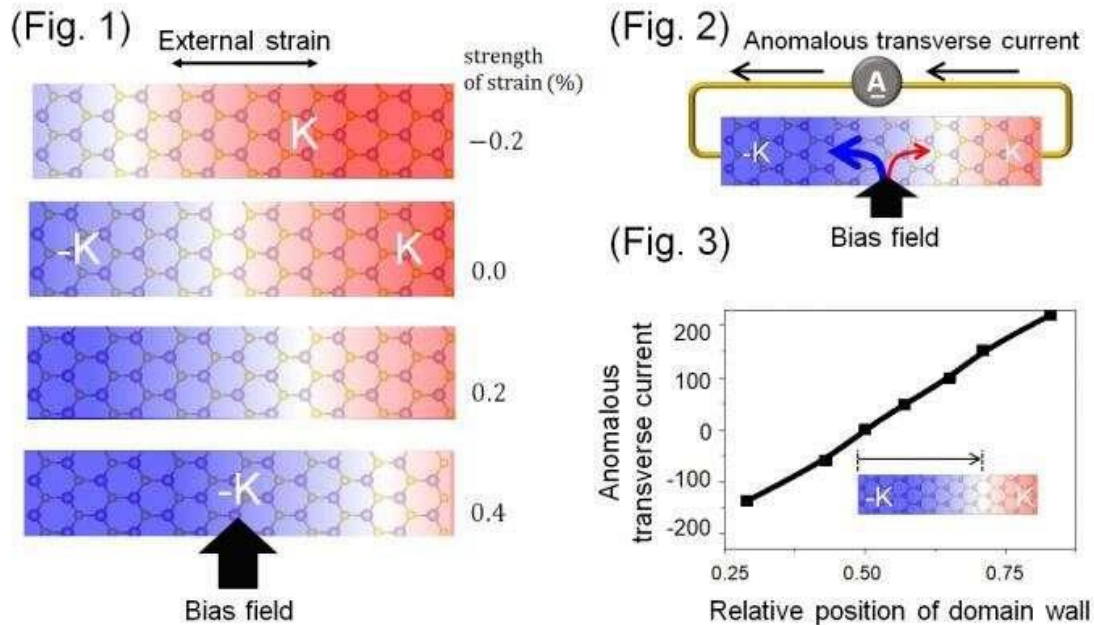 (Fig. 1)
External strain
strength
of strain (%)
K
−0.2
-K
K
0.0
0.2
-K
0.4
Bias field
(Fig. 2)
Anomalous transverse current
A
-K
K
Bias field
(Fig. 3)
Anomalous
transverse current
200
100
0
-100
-200
-K
K
0.25
0.50
0.75
Relative position of domain wall